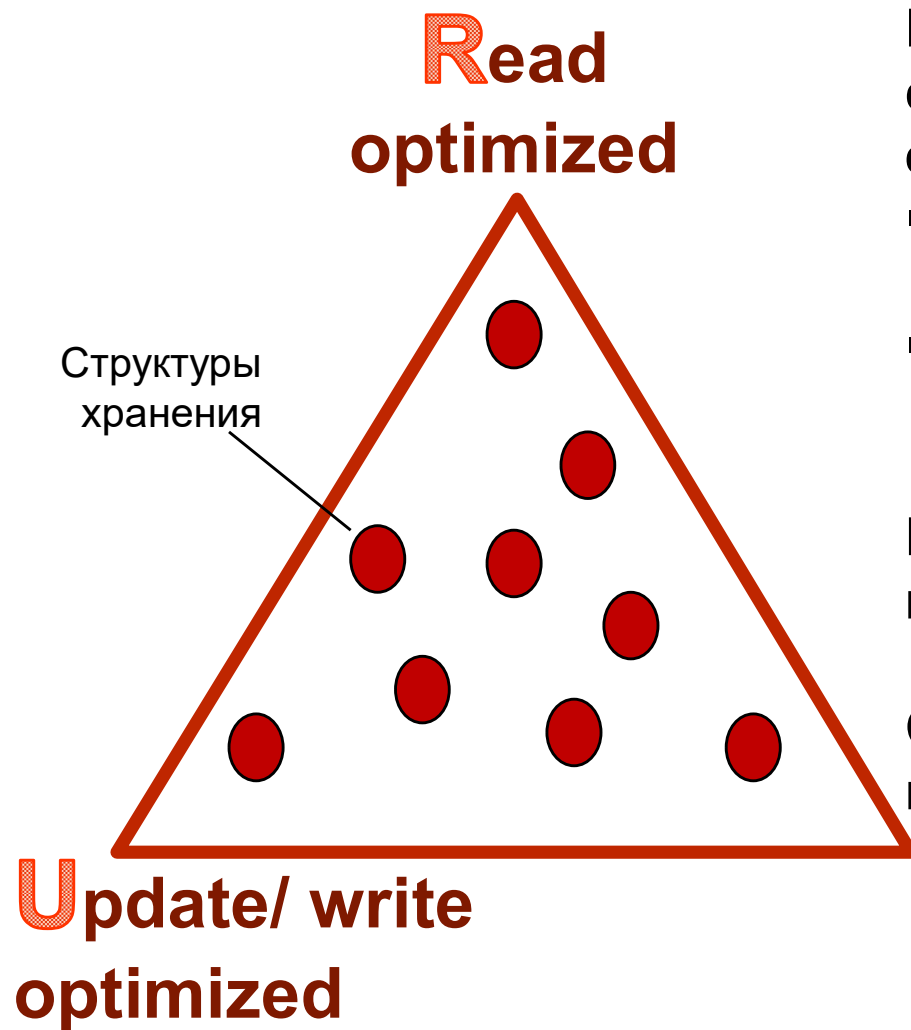 Read
optimized
Структуры
хранения
Update/ write
optimized